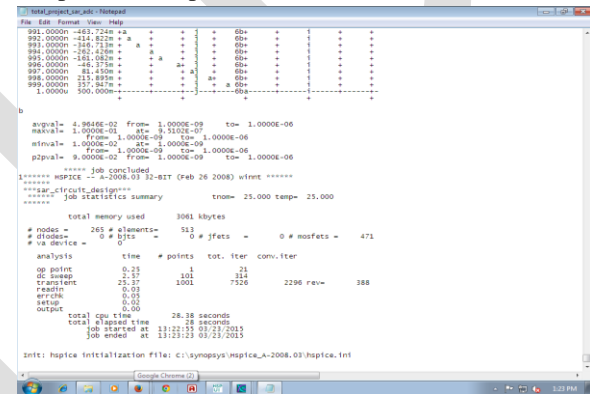 total_project_sar_adc - Notepad
File Edit Format View Help
991.0000n -463.724m +a + + i + 6b+ + i + +
992.0000n -414.822m + a + + i + 6b+ + i + +
993.0000n -346.713m + a + + i + 6b+ + i + +
994.0000n -262.426m + a + i + 6b+ + i + +
995.0000n -161.082m + + a + i + 6b+ + i + +
996.0000n -46.375m + + a+ i + 6b+ + i + +
997.0000n 81.450m + + + a + 6b+ + i + +
998.0000n 215.895m + + + i a+ 6b+ + i + +
999.0000n 357.947m + + + i + a 6b+ + i + +
1.0000u 500.000m
b
avgval= 4.9646E-02 from= 1.0000E-09 to= 1.0000E-06
maxval= 1.0000E-01 at= 9.5102E-07
from= 1.0000E-09 to= 1.0000E-06
minval= 1.0000E-02 at= 1.0000E-09
from= 1.0000E-09 to= 1.0000E-06
p2pval= 9.0000E-02 from= 1.0000E-09 to= 1.0000E-06
***** job concluded
1****** HSPICE -- A-2008.03 32-BIT (Feb 26 2008) winnt ******
******
***sar_circuit_design***
****** job statistics summary tnom= 25.000 temp= 25.000
******
total memory used 3061 kbytes
# nodes = 265 # elements= 513
# diodes= 0 # bjts = 0 # jfets = 0 # mosfets = 471
# va device = 0
analysis time # points tot. iter conv.iter
op point 0.25 1 21
dc sweep 2.57 101 314
transient 25.37 1001 7526 2296 rev= 388
readin 0.03
errchk 0.05
setup 0.02
output 0.00
total cpu time 28.38 seconds
total elapsed time 28 seconds
job started at 13:22:55 03/23/2015
job ended at 13:23:23 03/23/2015
Init: hspice initialization file: C:\synopsys\Hspice_A-2008.03\hspice.ini
Google Chrome (2)
3:23 PM